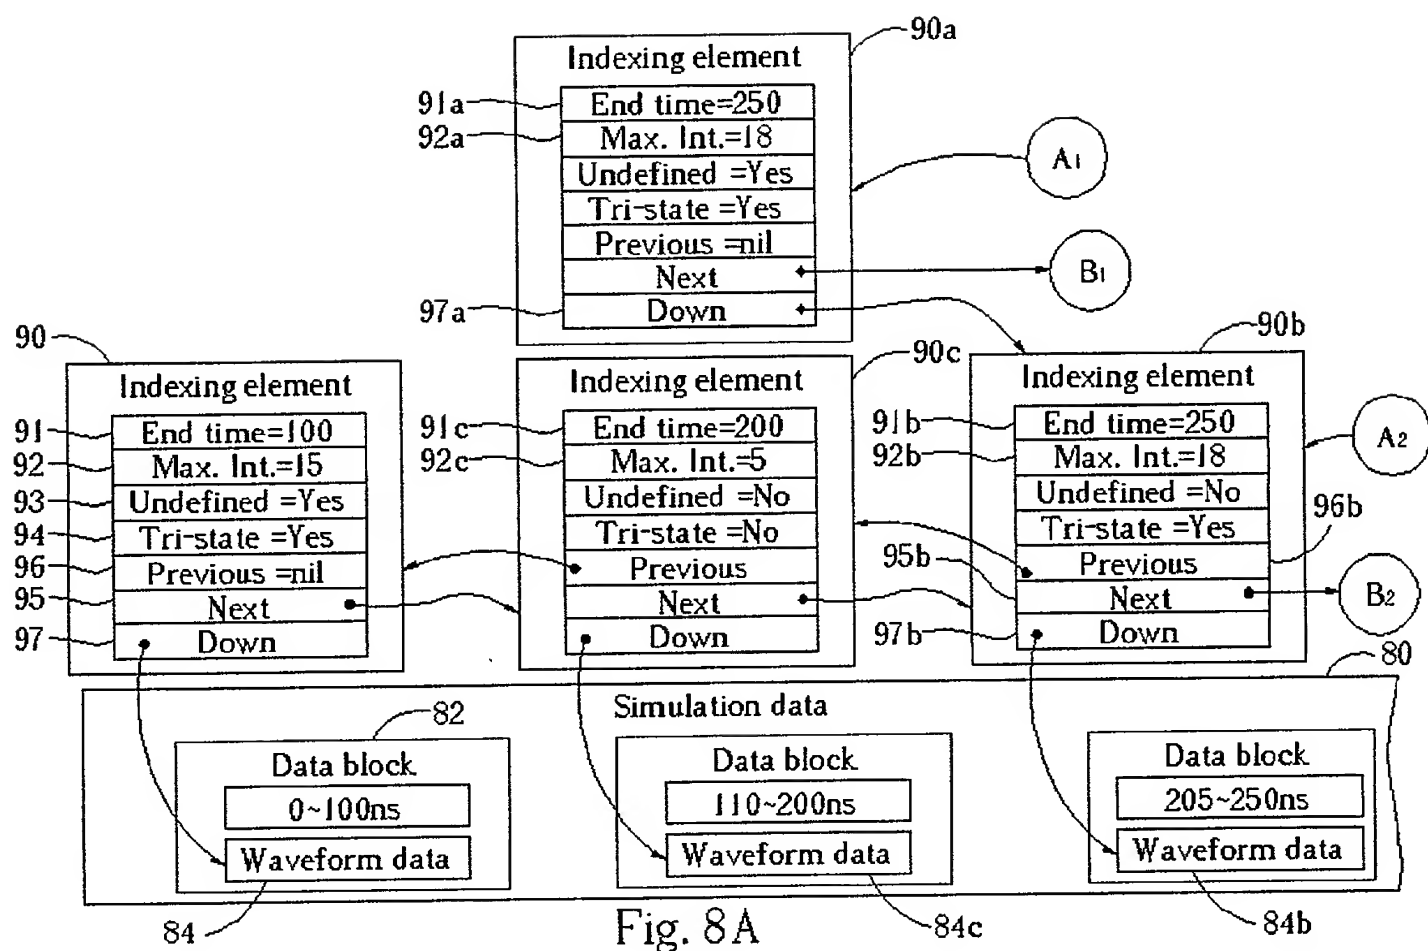 90a
Indexing element
91a
End time=250
92a
Max. Int.=18
Undefined =Yes
Tri-state =Yes
Previous =nil
Next
97a
Down
A1
B1
90
Indexing element
91
End time=100
92
Max. Int.=15
93
Undefined =Yes
94
Tri-state =Yes
96
Previous =nil
95
Next
97
Down
90c
Indexing element
91c
End time=200
92c
Max. Int.=5
Undefined =No
Tri-state =No
Previous
Next
Down
90b
Indexing element
91b
End time=250
92b
Max. Int.=18
Undefined =No
Tri-state =Yes
96b
Previous
95b
Next
97b
Down
A2
B2
80
Simulation data
82
Data block
0~100ns
Waveform data
84
Data block
110~200ns
Waveform data
84c
Data block
205~250ns
Waveform data
84b
Fig. 8A